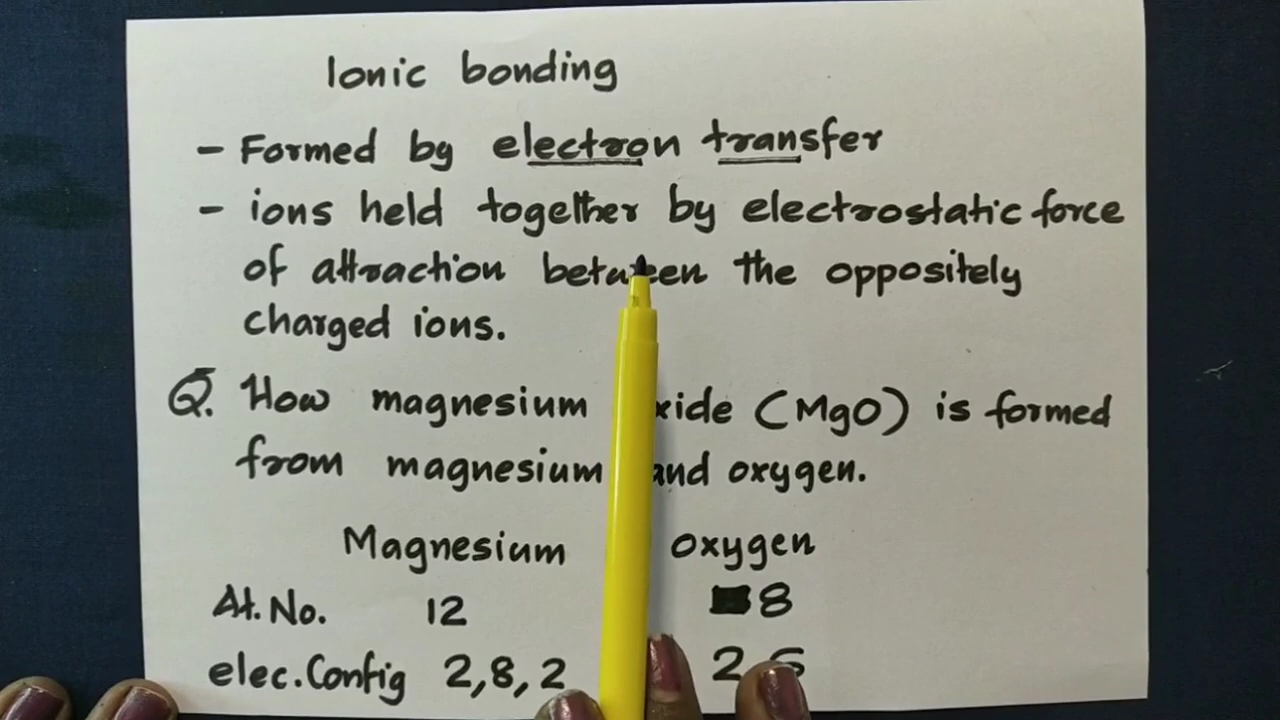 Ionic bonding
- Formed by electron transfer
- ions held together by electrostatic force
of attraction between the oppositely
charged ions.
Q. How magnesium oxide (MgO) is formed
from magnesium and oxygen.
Magnesium oxygen
At. No. 12 8
elec. Config 2,8,2 2